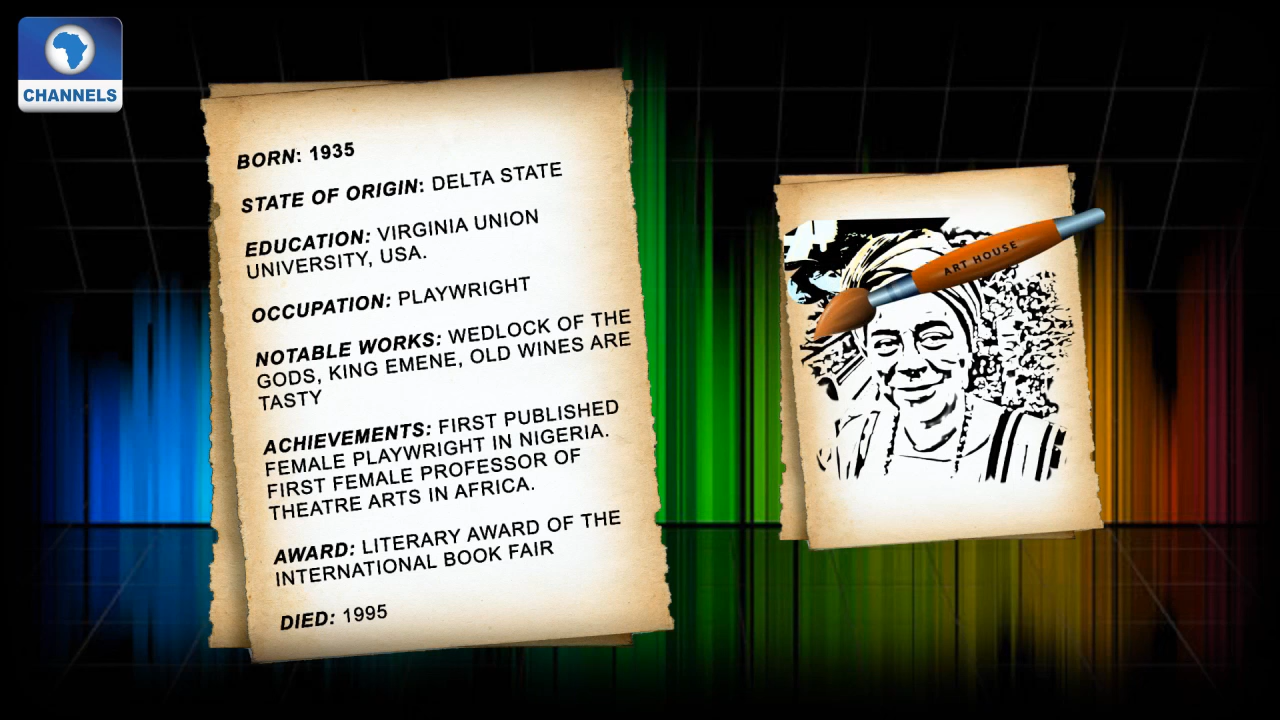 CHANNELS
BORN: 1935
STATE OF ORIGIN: DELTA STATE
EDUCATION: VIRGINIA UNION
UNIVERSITY, USA.
OCCUPATION: PLAYWRIGHT
NOTABLE WORKS: WEDLOCK OF THE
GODS, KING EMENE, OLD WINES ARE
TASTY
ACHIEVEMENTS: FIRST PUBLISHED
FEMALE PLAYWRIGHT IN NIGERIA.
FIRST FEMALE PROFESSOR OF
THEATRE ARTS IN AFRICA.
AWARD: LITERARY AWARD OF THE
INTERNATIONAL BOOK FAIR
DIED: 1995
ART HOUSE